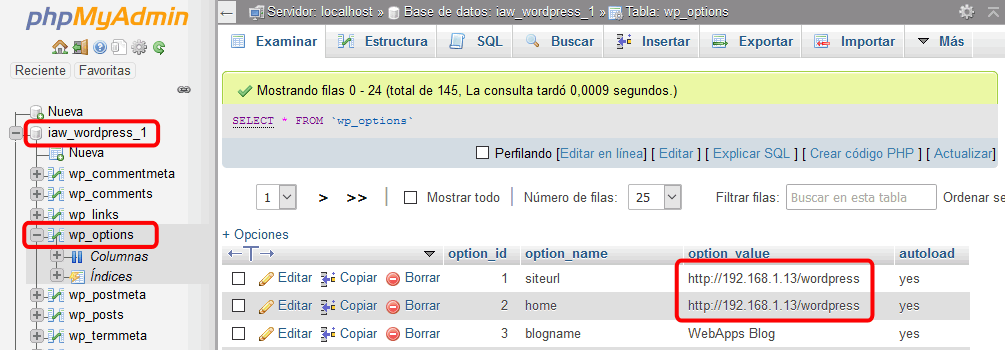 phpMyAdmin
Reciente Favoritas
Nueva
iaw_wordpress_1
Nueva
wp_commentmeta
wp_comments
wp_links
wp_options
Columnas
Índices
wp_postmeta
wp_posts
wp_termmeta
Servidor: localhost » Base de datos: iaw_wordpress_1 » Tabla: wp_options
Examinar Estructura SQL Buscar Insertar Exportar Importar Más
Mostrando filas 0 - 24 (total de 145, La consulta tardó 0,0009 segundos.)
SELECT * FROM `wp_options`
Perfilando [Editar en línea] [ Editar ] [ Explicar SQL ] [ Crear código PHP ] [ Actualizar]
1 > >> Mostrar todo Número de filas: 25 Filtrar filas: Buscar en esta tabla Ordenar se
+ Opciones
←T→ option_id option_name option_value autoload
Editar Copiar Borrar 1 siteurl http://192.168.1.13/wordpress yes
Editar Copiar Borrar 2 home http://192.168.1.13/wordpress yes
Editar Copiar Borrar 3 blogname WebApps Blog yes